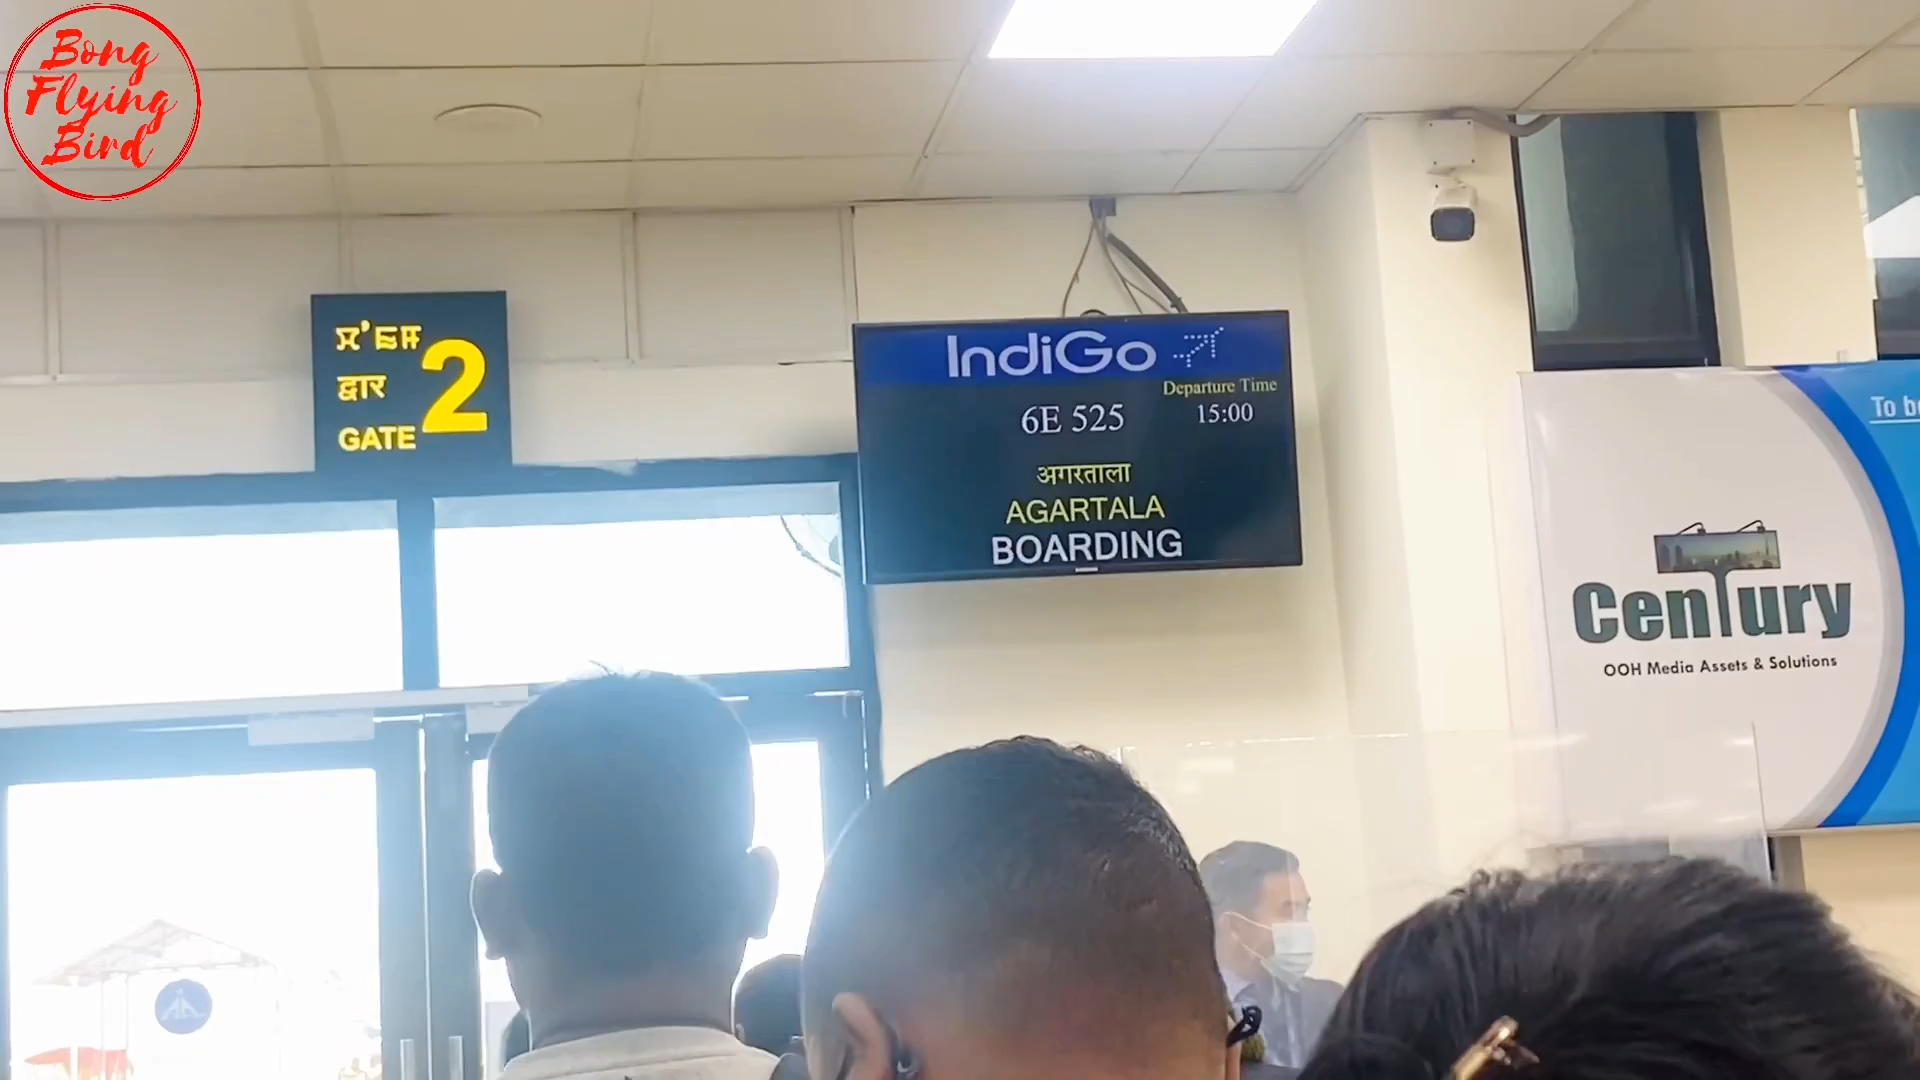 Bong
Flying
Bird
ꯒꯦꯠ
द्वार
GATE
2
IndiGo
Departure Time
6E 525
15:00
अगरताला
AGARTALA
BOARDING
To b
CenTury
OOH Media Assets & Solutions